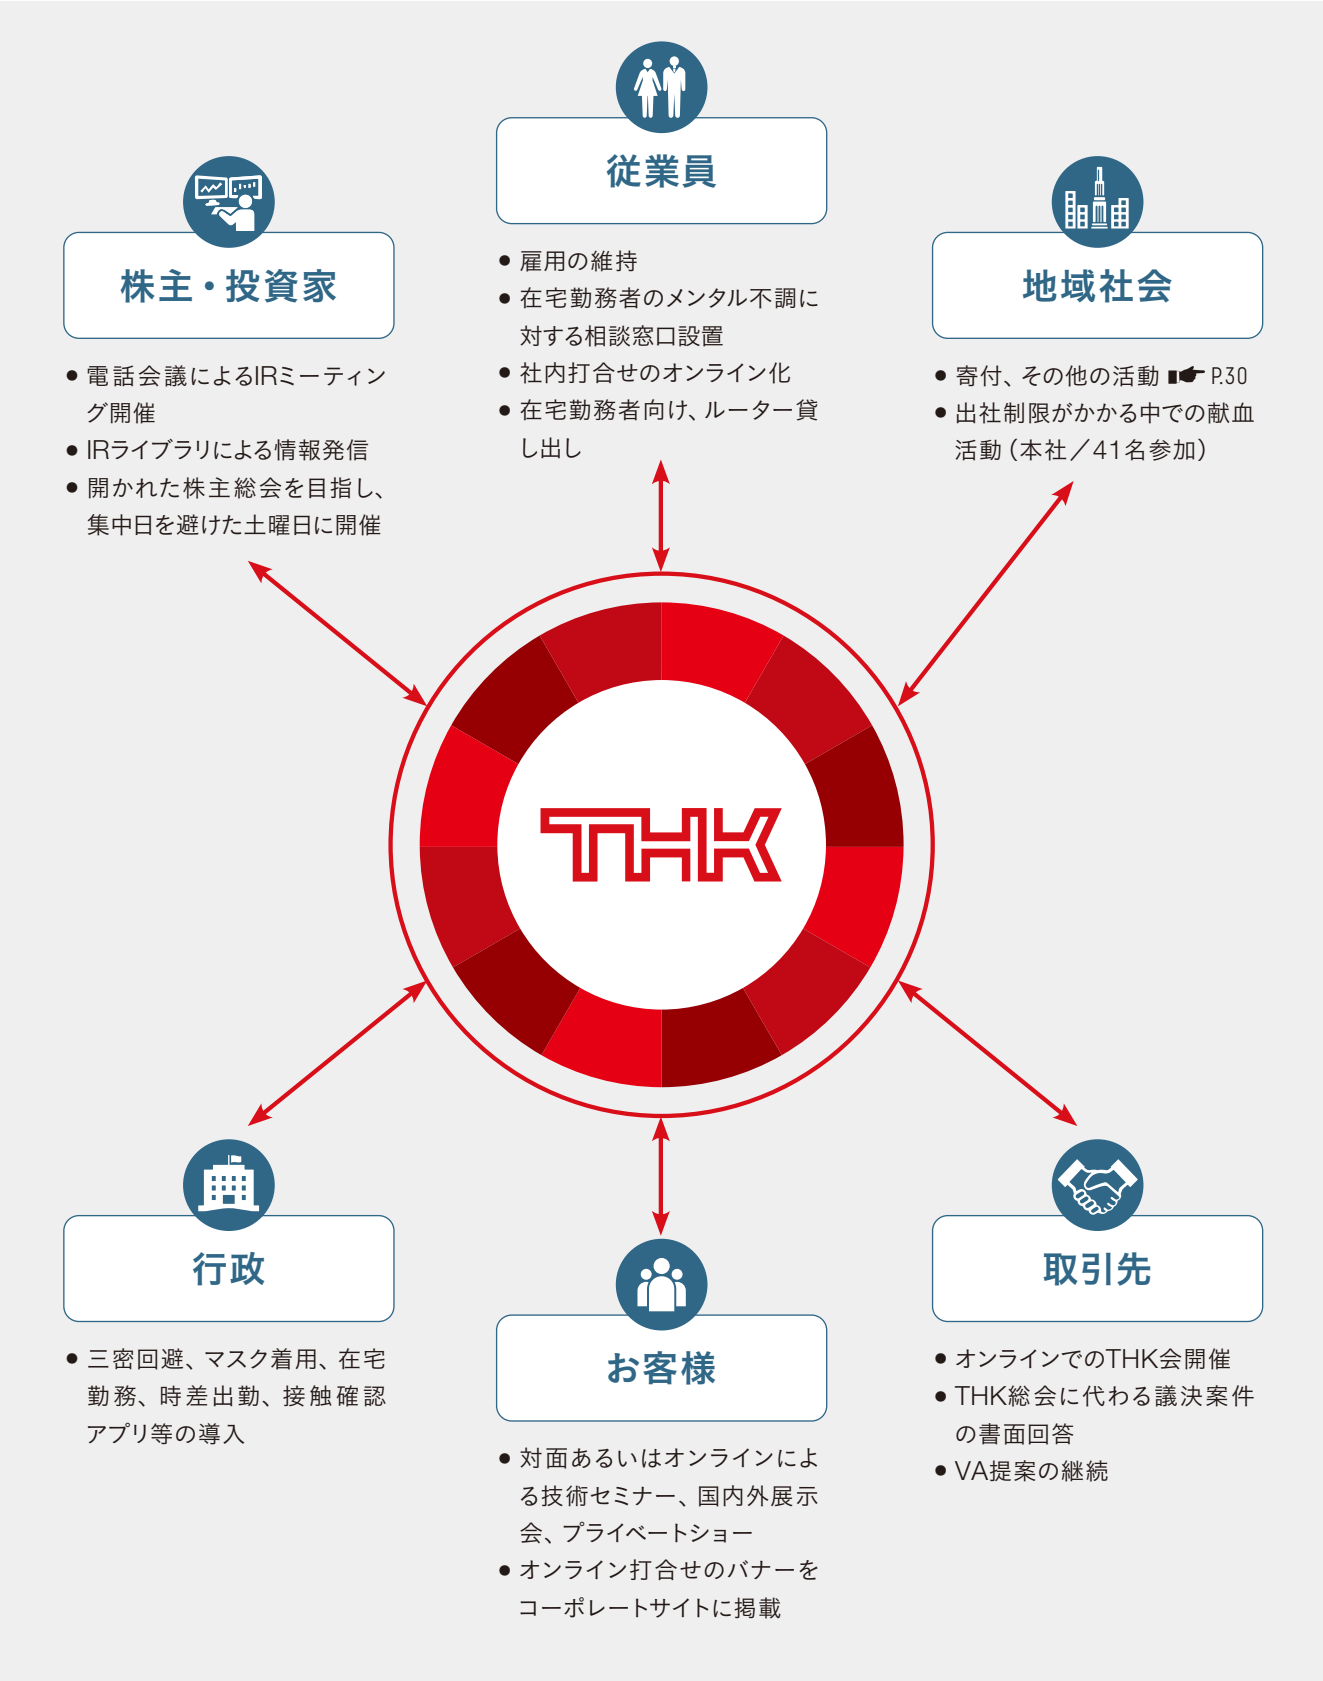 従業員
雇用の維持
在宅勤務者のメンタル不調に
対する相談窓口設置
社内打合せのオンライン化
在宅勤務者向け、ルーター貸
し出し
株主・投資家
電話会議によるIRミーティン
グ開催
IRライブラリによる情報発信
開かれた株主総会を目指し、
集中日を避けた土曜日に開催
地域社会
寄付、その他の活動 P.30
出社制限がかかる中での献血
活動（本社／41名参加）
THK
行政
三密回避、マスク着用、在宅
勤務、時差出勤、接触確認
アプリ等の導入
お客様
対面あるいはオンラインによ
る技術セミナー、国内外展示
会、プライベートショー
オンライン打合せのバナーを
コーポレートサイトに掲載
取引先
オンラインでのTHK会開催
THK総会に代わる議決案件
の書面回答
VA提案の継続